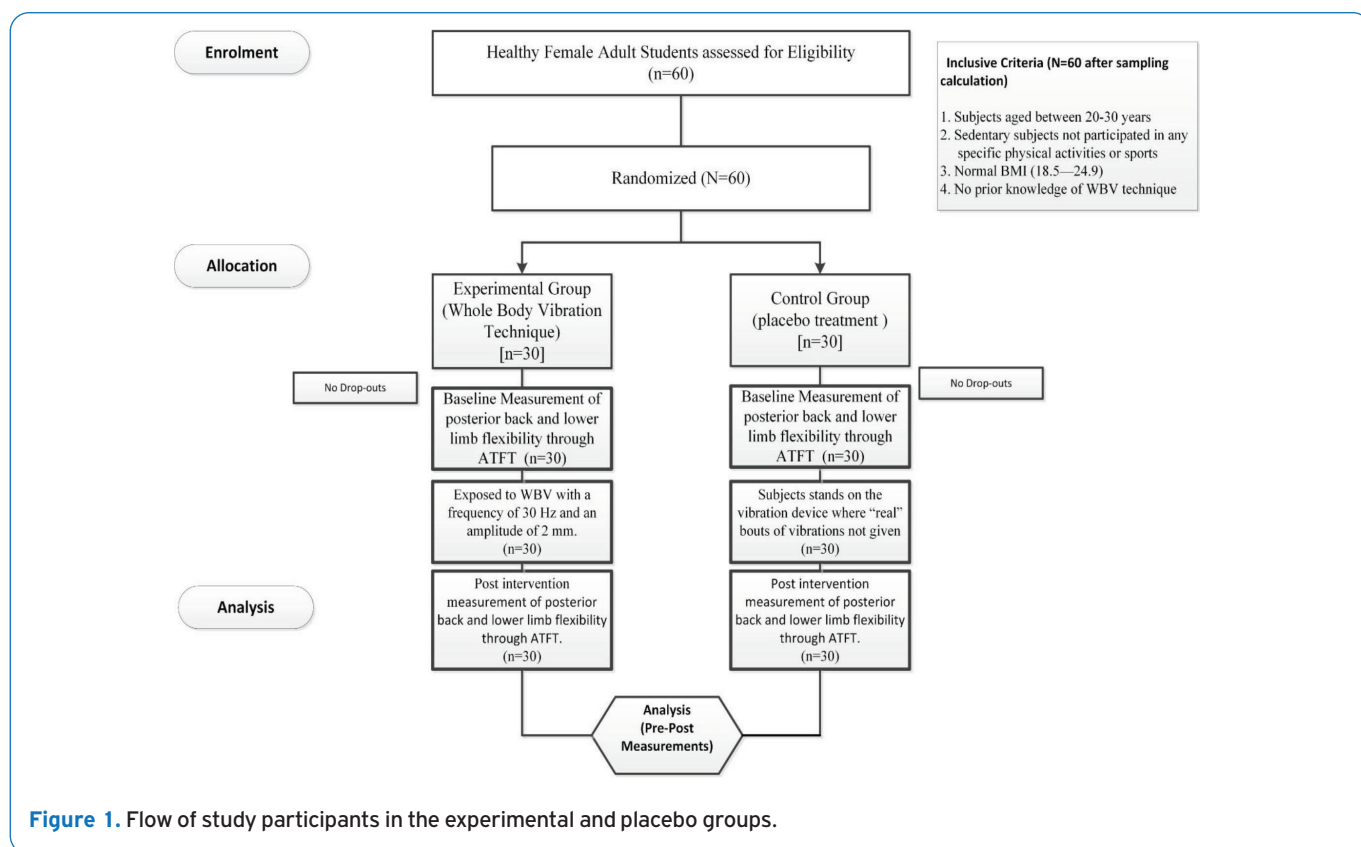 Enrolment
Healthy Female Adult Students assessed for Eligibility
(n=60)
Inclusive Criteria (N=60 after sampling
calculation)
1. Subjects aged between 20-30 years
2. Sedentary subjects not participated in any
specific physical activities or sports
3. Normal BMI (18.5—24.9)
4. No prior knowledge of WBV technique
Randomized (N=60)
Allocation
Experimental Group
(Whole Body Vibration
Technique)
[n=30]
Control Group
(placebo treatment )
[n=30]
No Drop-outs
No Drop-outs
Baseline Measurement of
posterior back and lower
limb flexibility through
ATFT (n=30)
Baseline Measurement of
posterior back and lower
limb flexibility through
ATFT (n=30)
Exposed to WBV with a
frequency of 30 Hz and an
amplitude of 2 mm.
(n=30)
Subjects stands on the
vibration device where “real”
bouts of vibrations not given
(n=30)
Analysis
Post intervention
measurement of posterior
back and lower limb flexibility
through ATFT.
(n=30)
Post intervention
measurement of posterior
back and lower limb flexibility
through ATFT.
(n=30)
Analysis
(Pre-Post
Measurements)
Figure 1. Flow of study participants in the experimental and placebo groups.